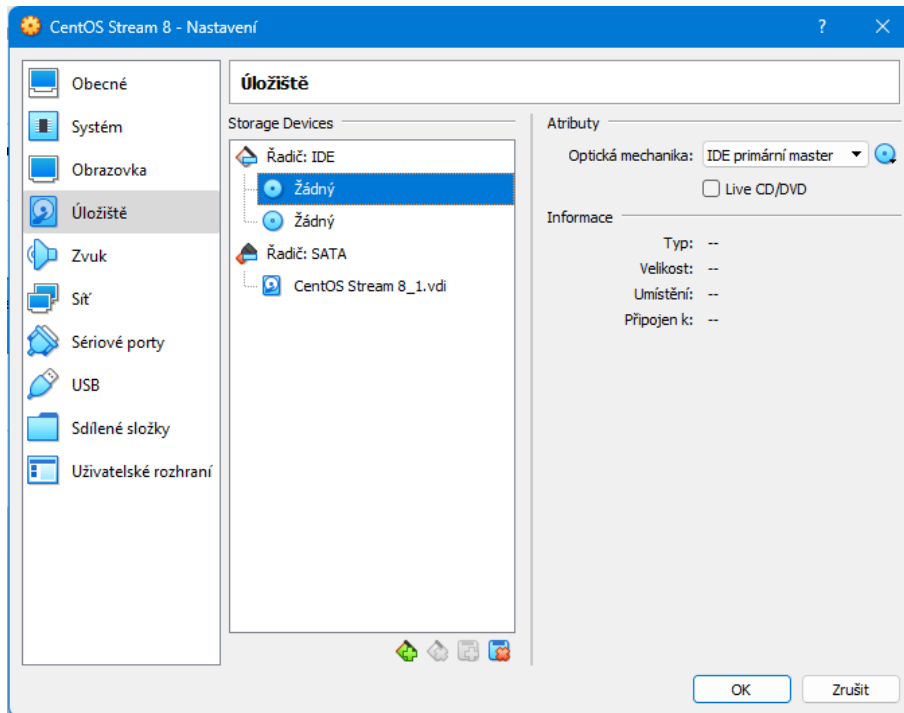 CentOS Stream 8 - Nastavení
?
Obecné
Systém
Obrazovka
Úložiště
Zvuk
Síť
Sériové porty
USB
Sdílené složky
Uživatelské rozhraní
Úložiště
Storage Devices
Řadič: IDE
Žádný
Žádný
Řadič: SATA
CentOS Stream 8_1.vdi
Atributy
Optická mechanika: IDE primární master
Live CD/DVD
Informace
Typ: --
Velikost: --
Umístění: --
Připojen k: --
OK Zrušit